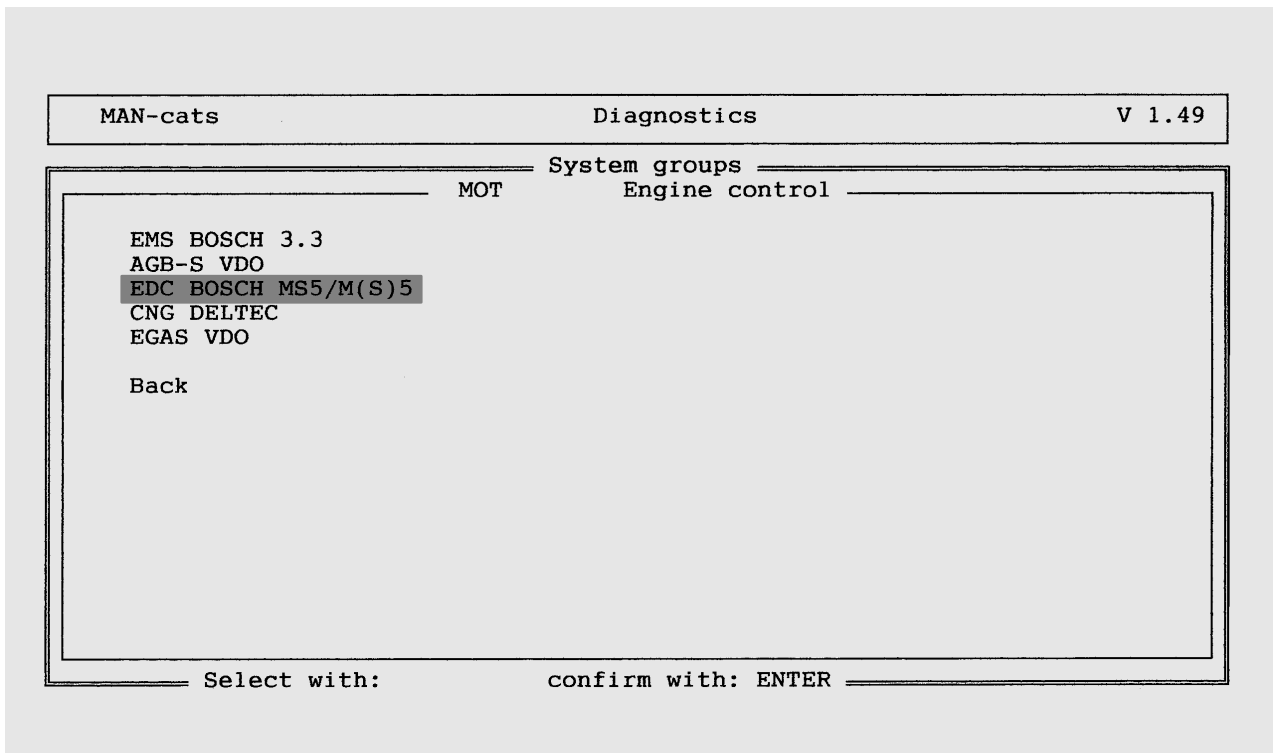 MAN-cats Diagnostics V 1.49
System groups
MOT Engine control
EMS BOSCH 3.3
AGB-S VDO
EDC BOSCH MS5/M(S)5
CNG DELTEC
EGAS VDO
Back
Select with: confirm with: ENTER